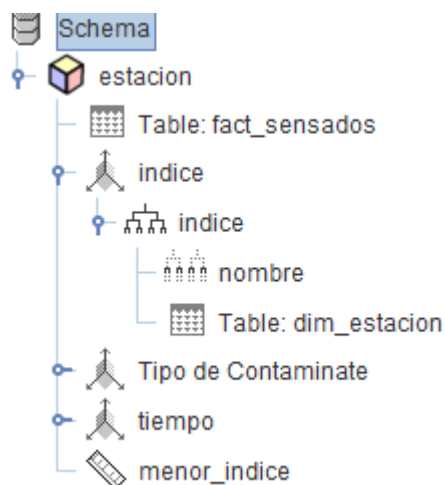 Schema
estacion
Table: fact_sensados
indice
indice
nombre
Table: dim_estacion
Tipo de Contaminate
tiempo
menor_indice